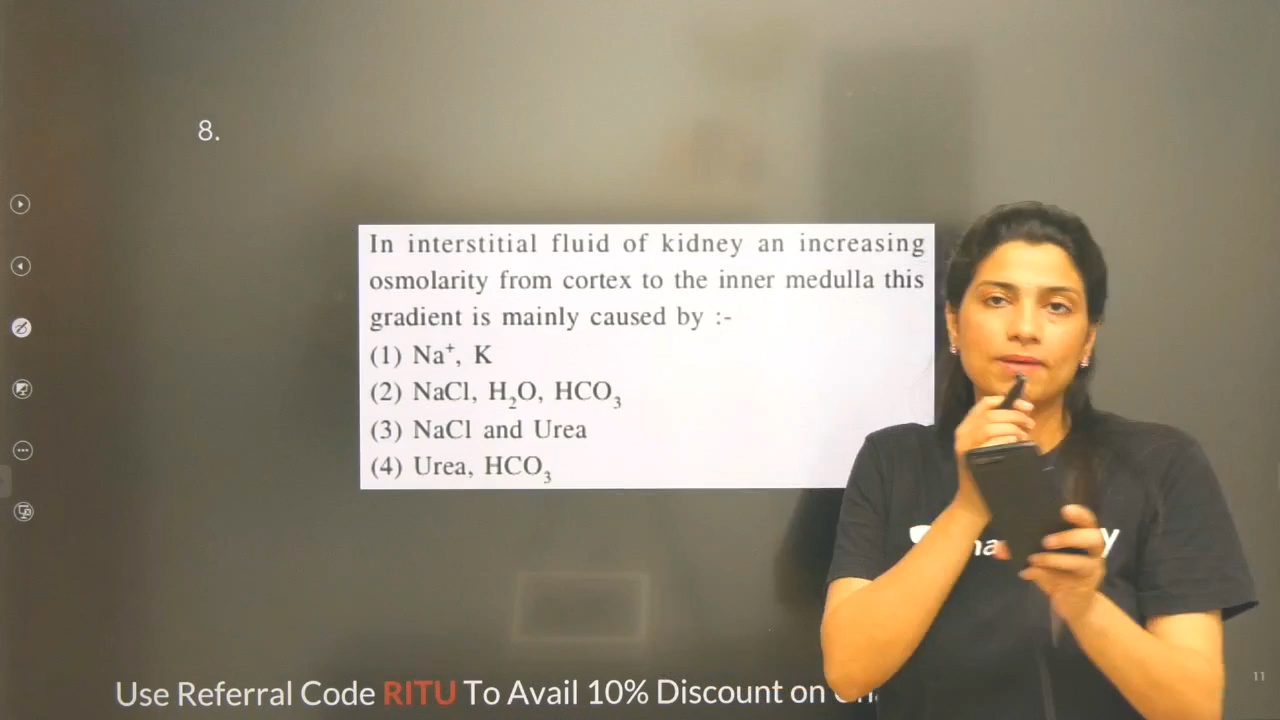 8.
In interstitial fluid of kidney an increasing
osmolarity from cortex to the inner medulla this
gradient is mainly caused by :-
(1) Na⁺, K
(2) NaCl, H₂O, HCO₃
(3) NaCl and Urea
(4) Urea, HCO₃
Use Referral Code RITU To Avail 10% Discount on
11